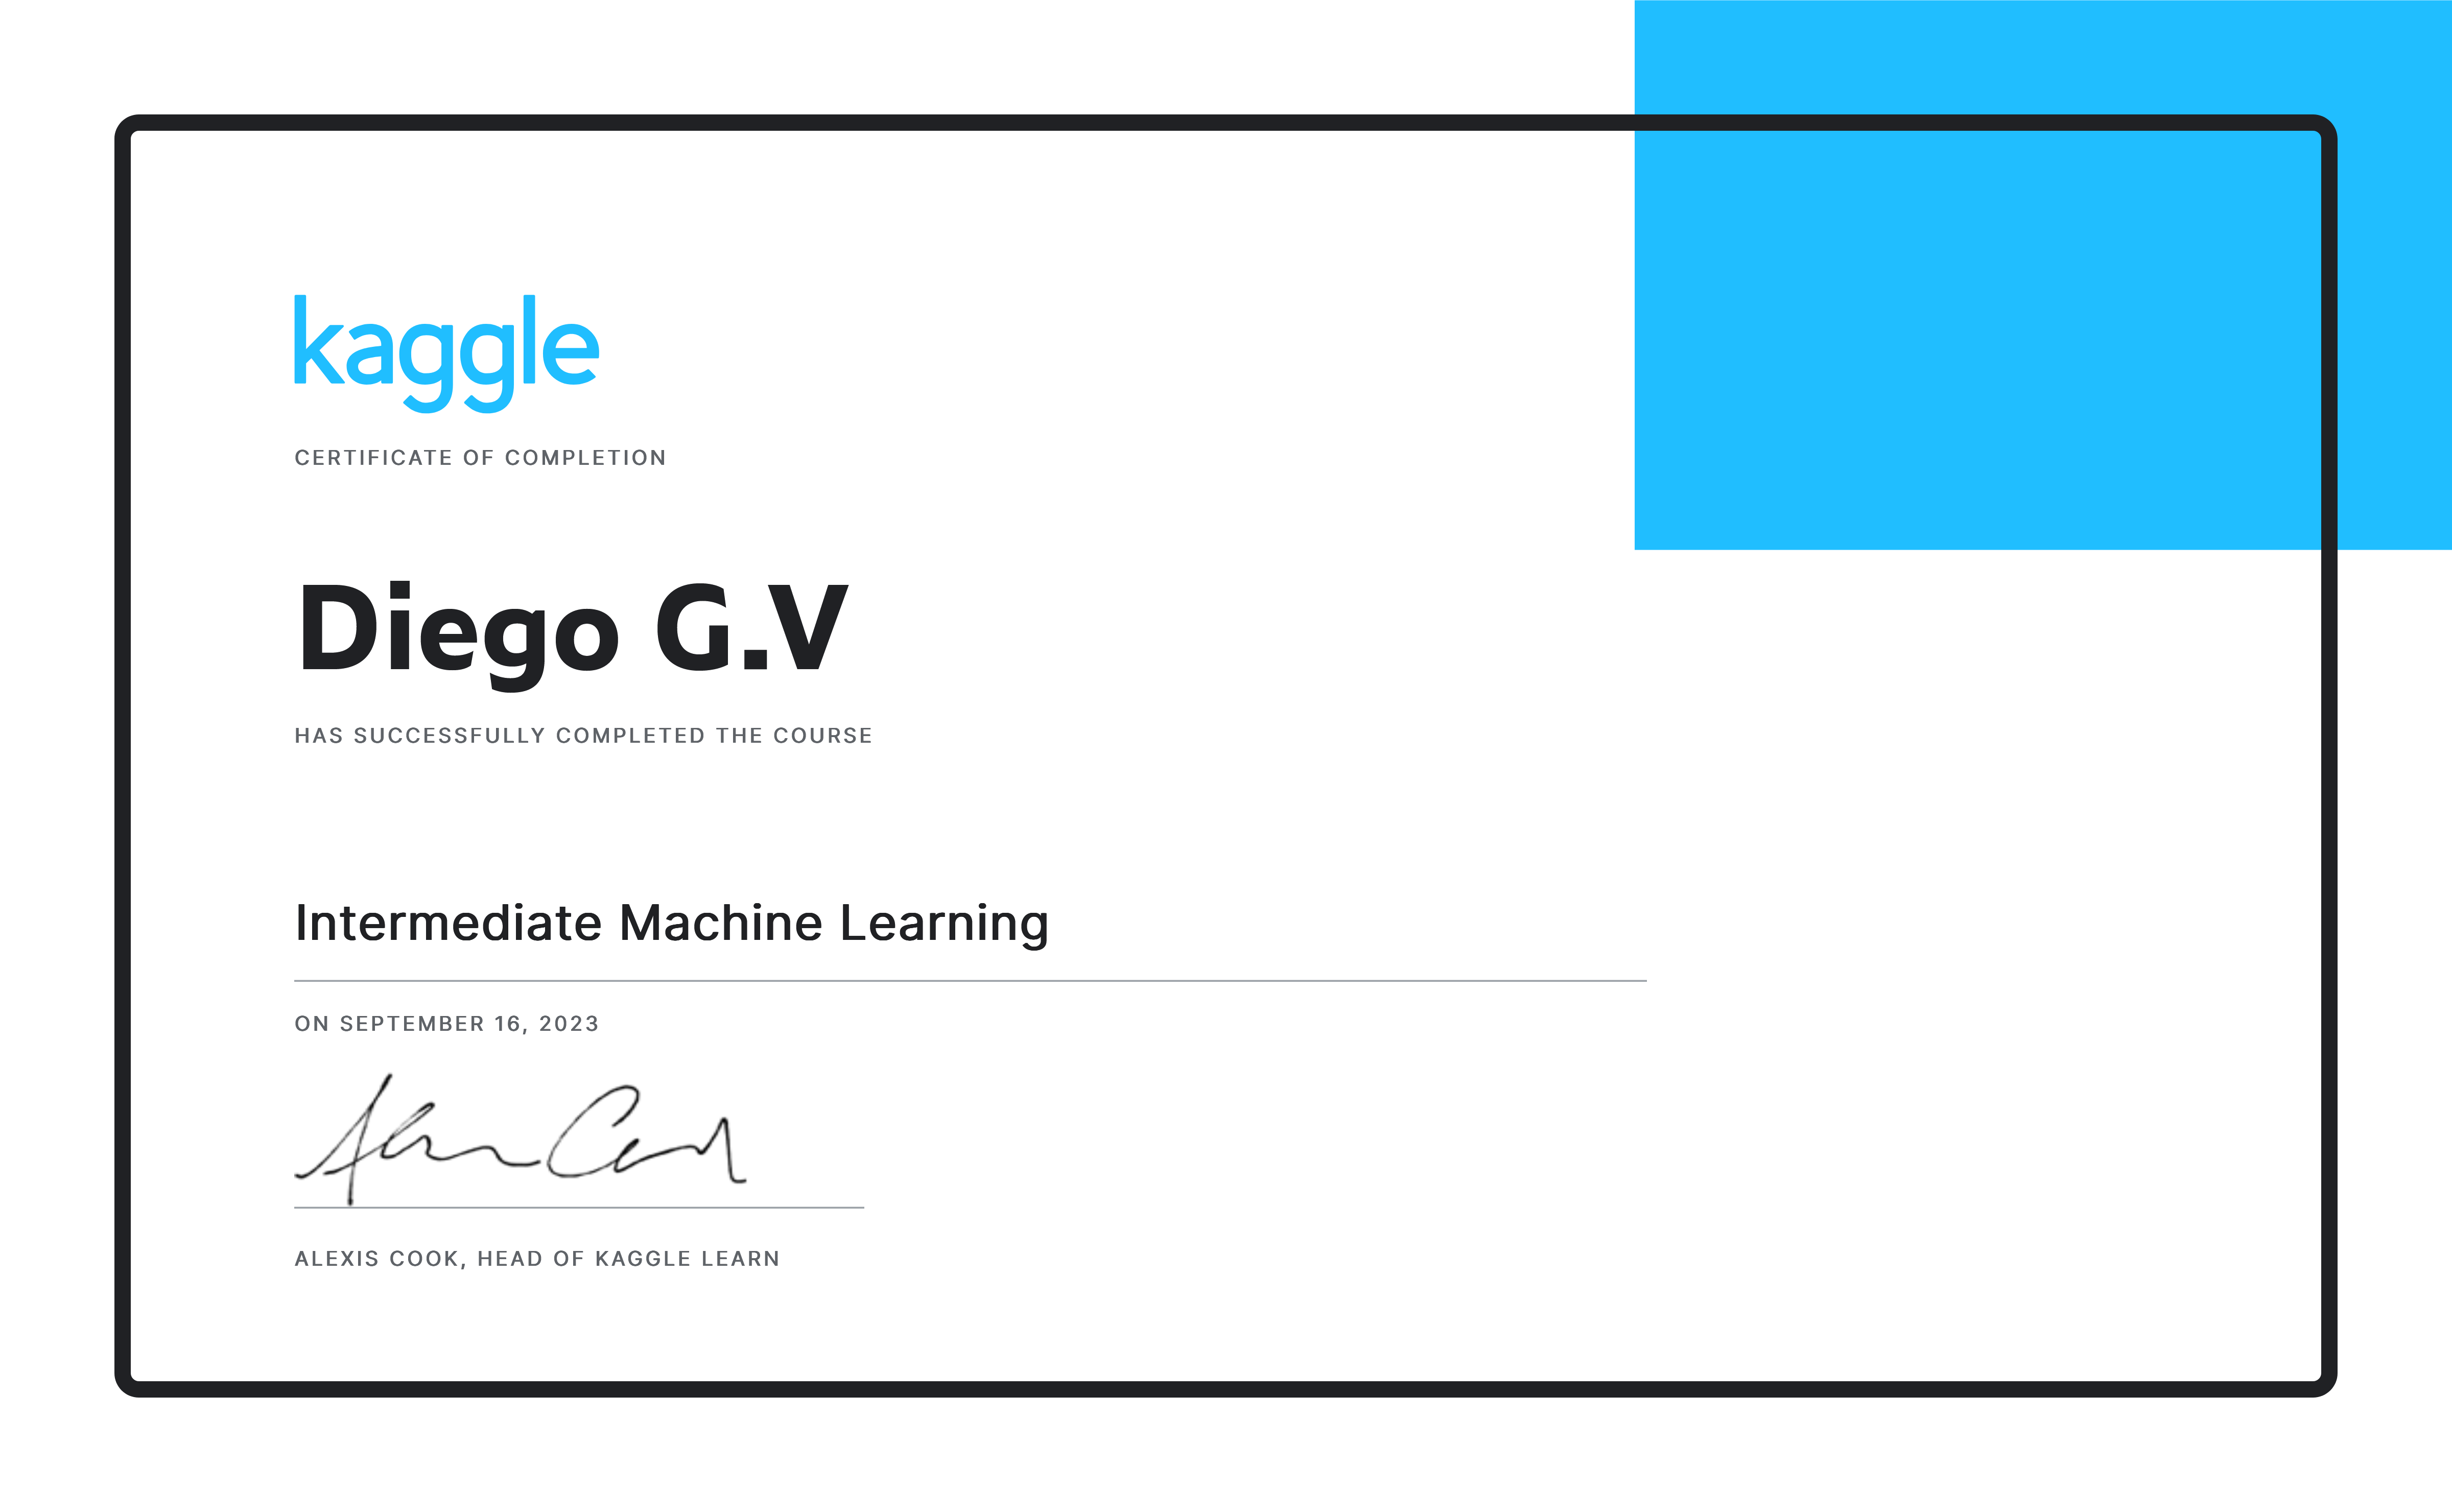 kaggle
CERTIFICATE OF COMPLETION
Diego G.V
HAS SUCCESSFULLY COMPLETED THE COURSE
Intermediate Machine Learning
ON SEPTEMBER 16, 2023
ALEXIS COOK, HEAD OF KAGGLE LEARN